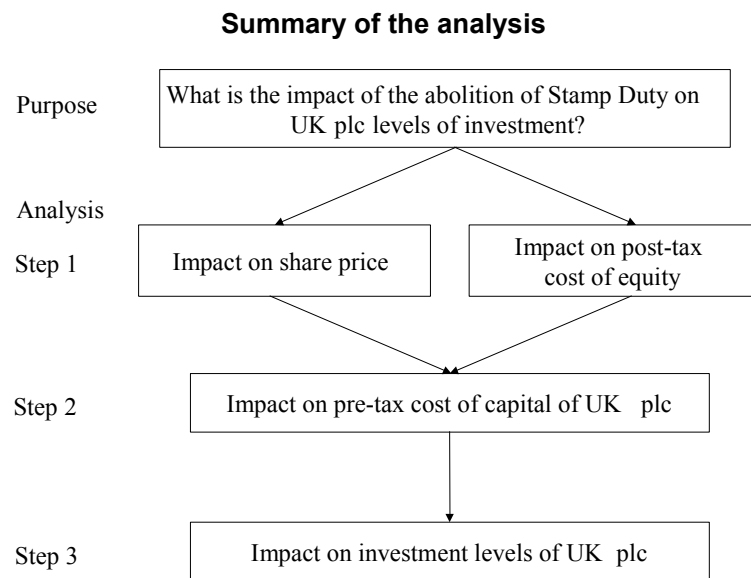 Summary of the analysis
Purpose
What is the impact of the abolition of Stamp Duty on
UK plc levels of investment?
Analysis
Step 1
Impact on share price
Impact on post-tax
cost of equity
Step 2
Impact on pre-tax cost of capital of UK plc
Step 3
Impact on investment levels of UK plc